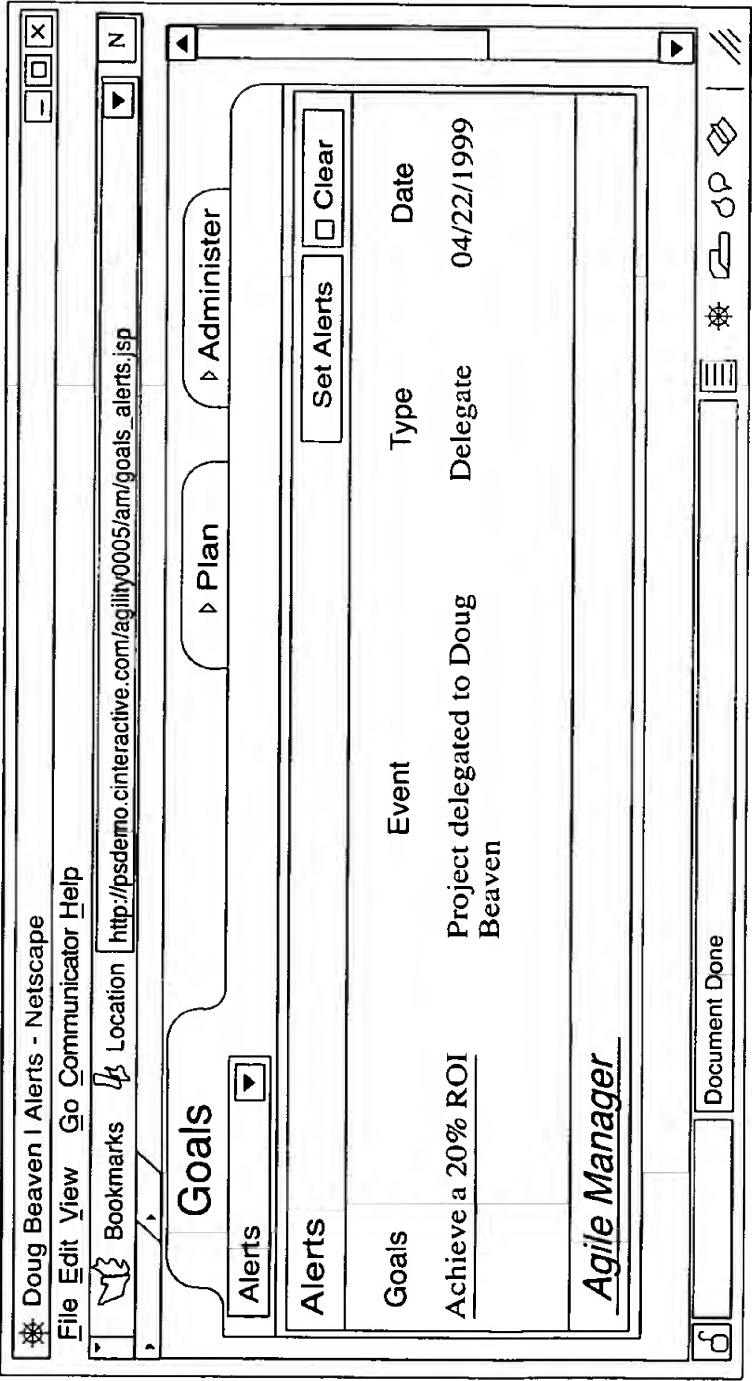 Doug Beaven | Alerts - Netscape
File Edit View Go Communicator Help
Bookmarks Location http://psdemo.cinteractive.com/agility0005/am/goals_alerts.jsp N
Goals Plan Administer
Alerts
Alerts Set Alerts Clear
Goals Event Type Date
Achieve a 20% ROI Project delegated to Doug Delegate 04/22/1999
Beaven
Agile Manager
Document Done